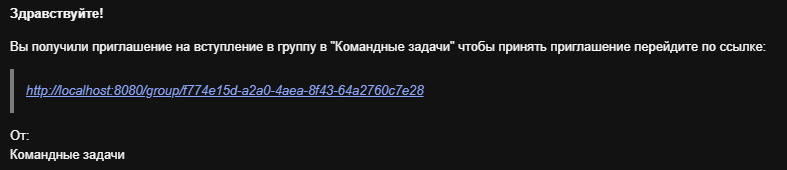 Здравствуйте!
Вы получили приглашение на вступление в группу в "Командные задачи" чтобы принять приглашение перейдите по ссылке:
http://localhost:8080/group/f774e15d-a2a0-4aea-8f43-64a2760c7e28
От:
Командные задачи